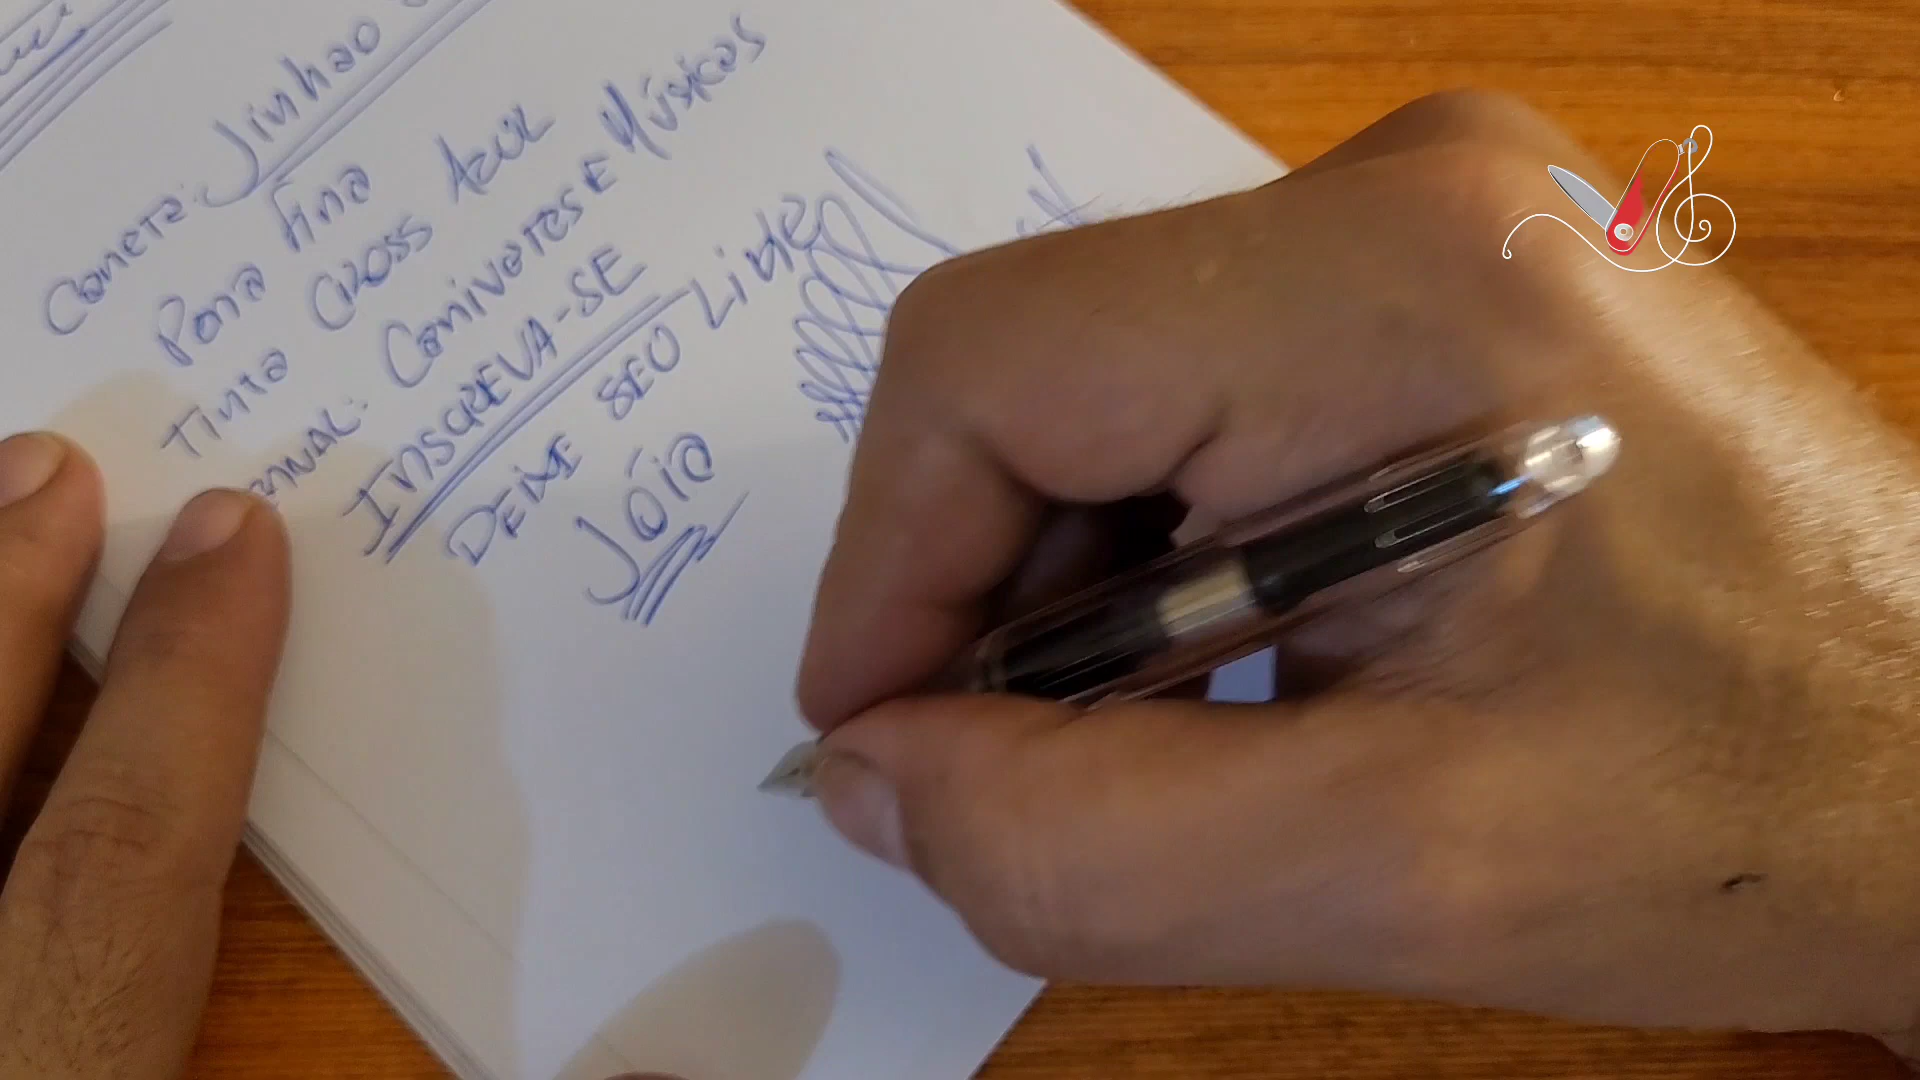 Caneta: Jinhao
Pena fina
Tinta Cross Azul
Canal: Canivetes e Músicas
INSCREVA-SE
DEIXE SEU Like
Jóia